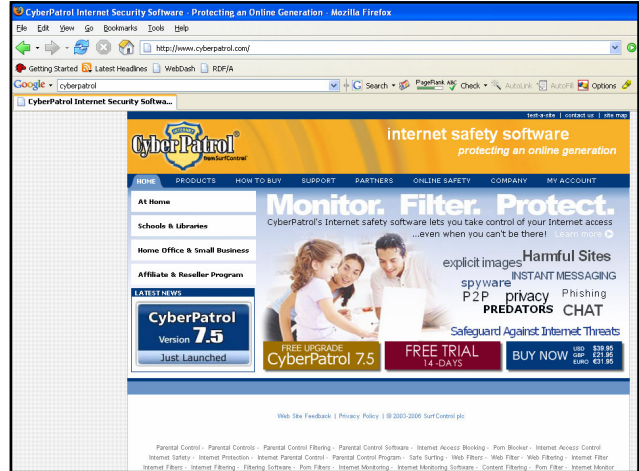 CyberPatrol Internet Security Software - Protecting an Online Generation - Mozilla Firefox
File Edit View Go Bookmarks Tools Help
http://www.cyberpatrol.com/
Getting Started Latest Headlines WebDash RDF/A
Google cyberpatrol Search PageRank ABC Check AutoLink AutoFill Options
CyberPatrol Internet Security Softwa...
test-a-site | contact us | site map
INTERNET
CyberPatrol®
from SurfControl
internet safety software
protecting an online generation
HOME PRODUCTS HOW TO BUY SUPPORT PARTNERS ONLINE SAFETY COMPANY MY ACCOUNT
At Home
Schools & Libraries
Home Office & Small Business
Affiliate & Reseller Program
LATEST NEWS
CyberPatrol
Version 7.5
Just Launched
Monitor. Filter. Protect.
CyberPatrol's Internet safety software lets you take control of your Internet access
...even when you can't be there! Learn more
explicit images Harmful Sites
spyware INSTANT MESSAGING
P2P privacy Phishing
PREDATORS CHAT
Safeguard Against Internet Threats
FREE UPGRADE
CyberPatrol 7.5
FREE TRIAL
14-DAYS
BUY NOW
USD $39.95
GBP £21.95
EURO €31.95
Web Site Feedback | Privacy Policy | © 2003-2006 SurfControl plc
Parental Control - Parental Controls - Parental Control Filtering - Parental Control Software - Internet Access Blocking - Porn Blocker - Internet Access Control
Internet Safety - Internet Protection - Internet Parental Control - Parental Control Program - Safe Surfing - Web Filters - Web Filter - Web Filtering - Internet Filter
Internet Filters - Internet Filtering - Filtering Software - Porn Filters - Internet Monitoring - Internet Monitoring Software - Content Filtering - Porn Filter - Internet Monitor